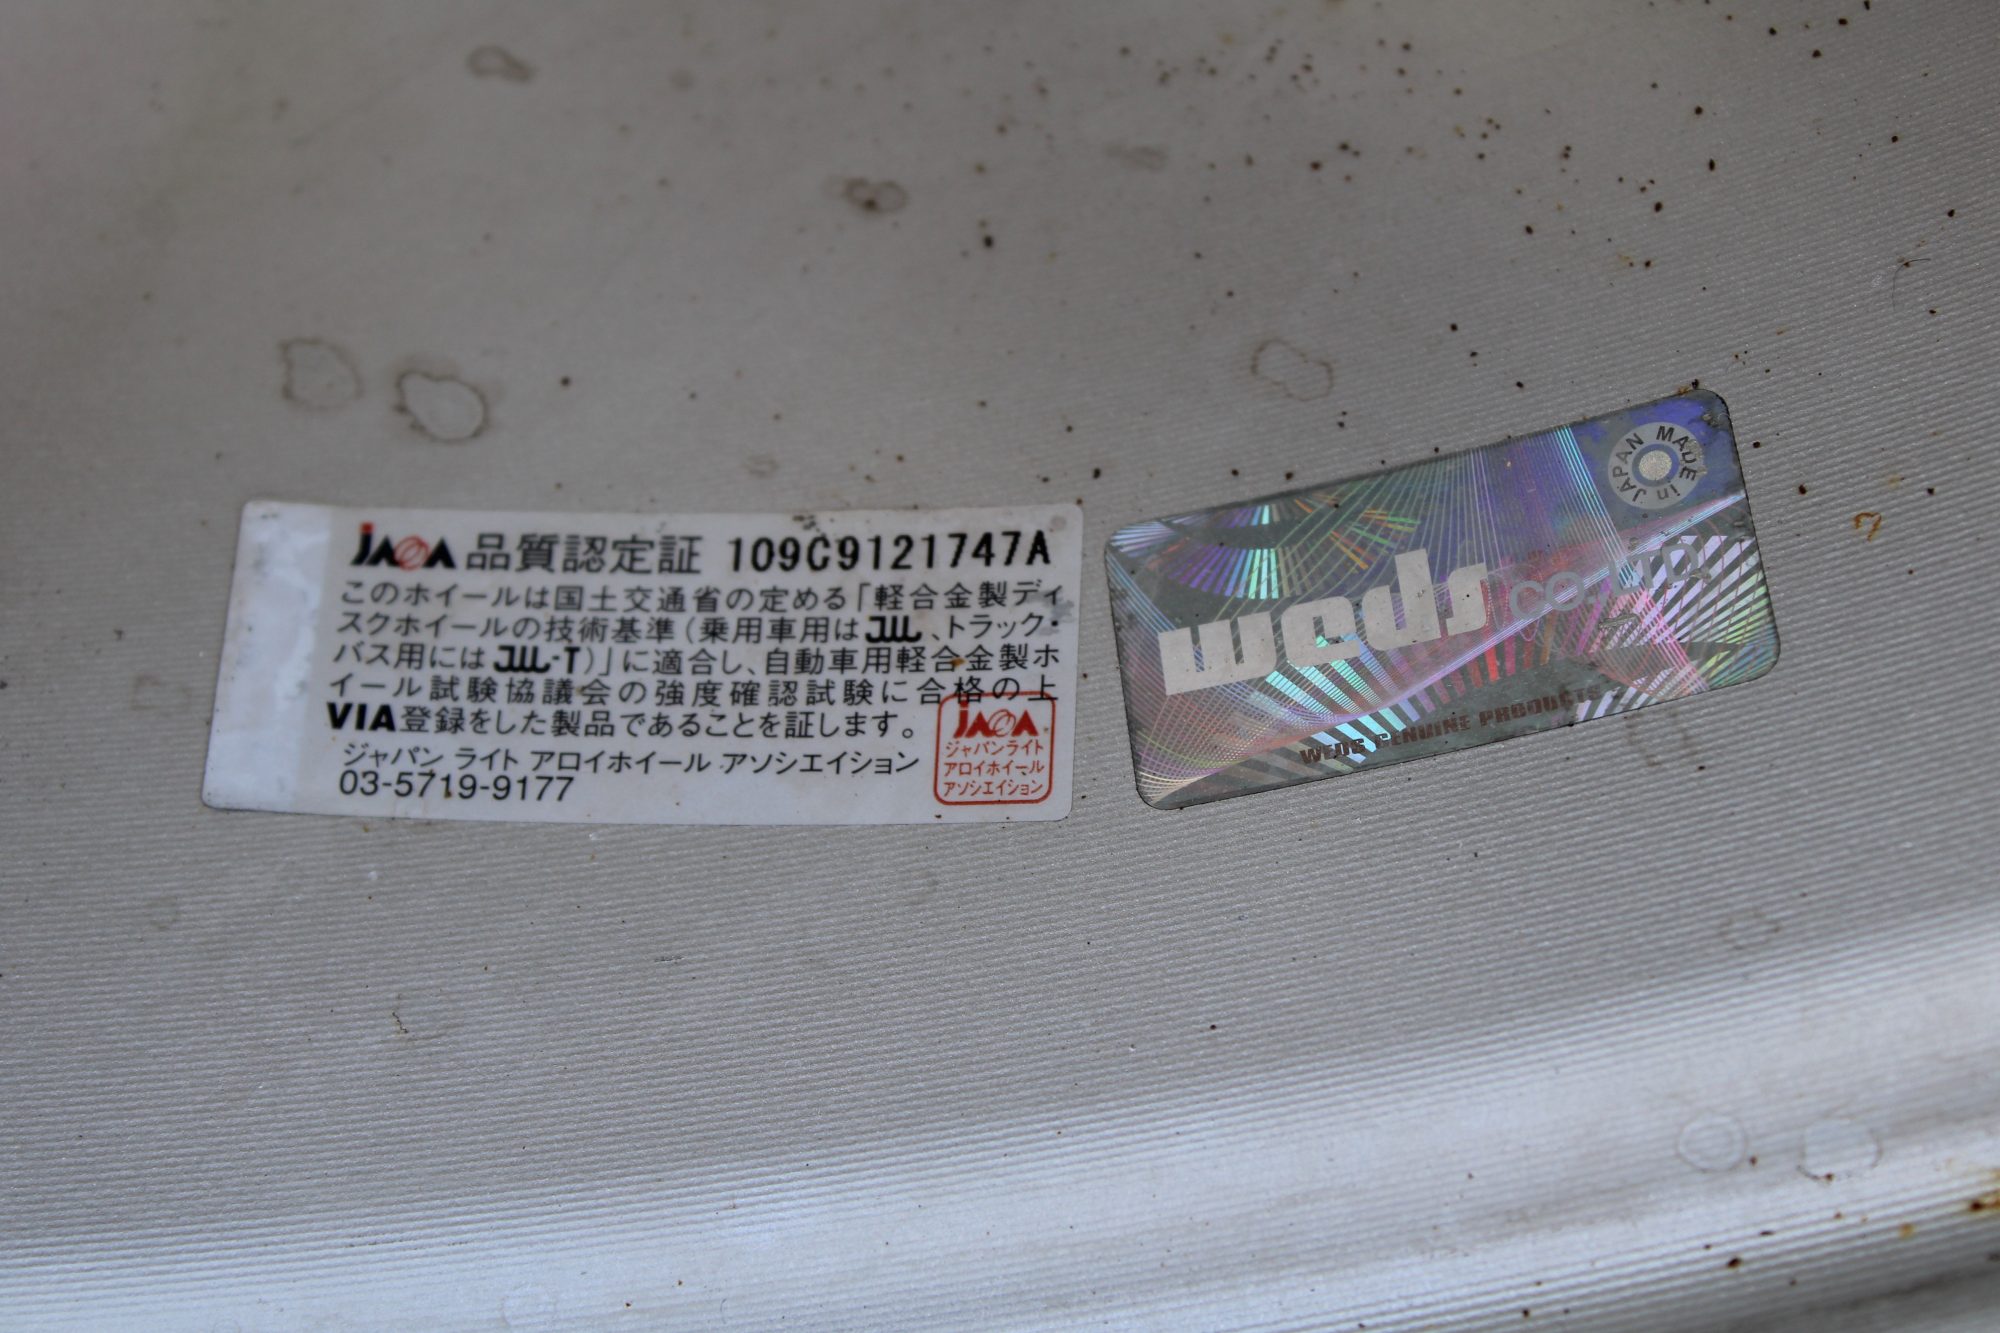 JAWA 品質認定証 109C9121747A
このホイールは国土交通省の定める「軽合金製ディ
スクホイールの技術基準(乗用車用はJWL、トラック・
バス用にはJWL-T)」に適合し、自動車用軽合金製ホ
イール試験協議会の強度確認試験に合格の上
VIA登録をした製品であることを証します。
ジャパン ライト アロイホイール アソシエイション
03-5719-9177
JAWA
ジャパンライト
アロイホイール
アソシエイション
MADE in JAPAN
weds CO.,LTD.
WEDS GENUINE PRODUCTS